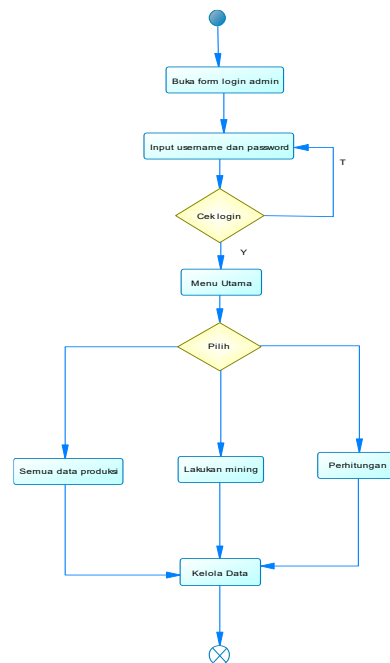 Buka form login admin
Input username dan password
T
Cek login
Y
Menu Utama
Pilih
Semua data produksi
Lakukan mining
Perhitungan
Kelola Data